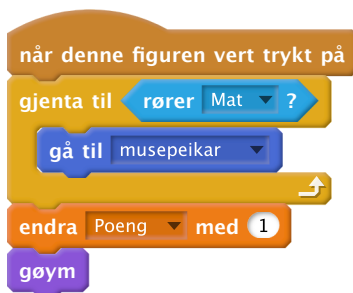 når denne figuren vert trykt på
gjenta til rører Mat ?
gå til musepeikar
endra Poeng med 1
gøym